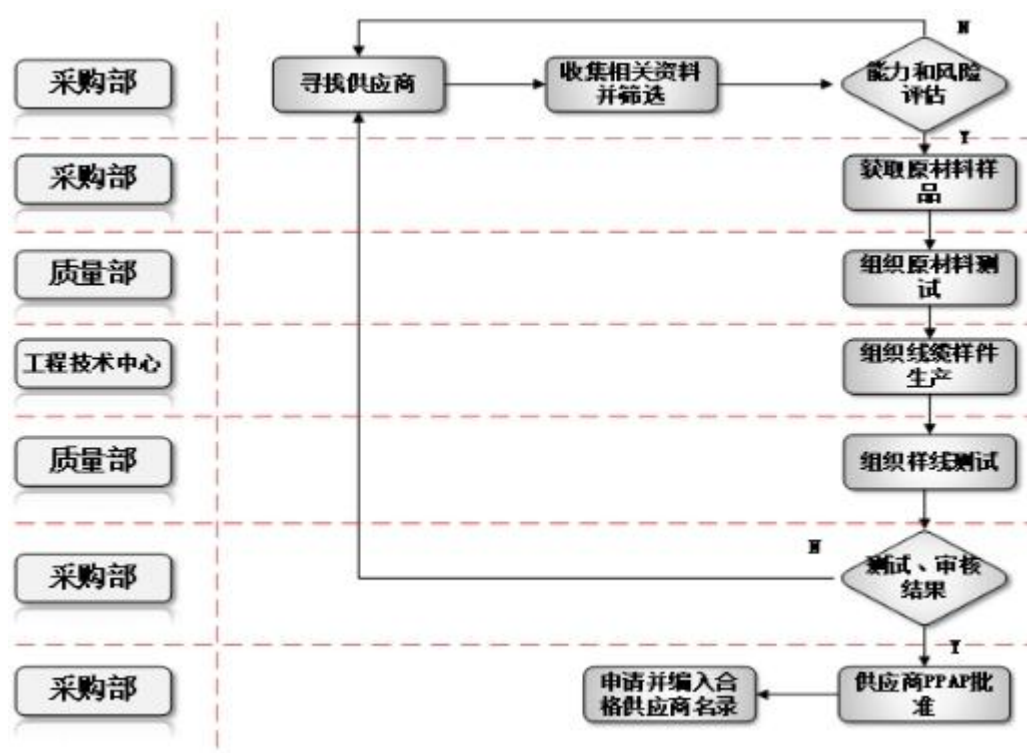 N
采购部
寻找供应商
收集相关资料
并筛选
能力和风险
评估
Y
采购部
获取原材料样
品
质量部
组织原材料测
试
工程技术中心
组织线缆样件
生产
质量部
组织样线测试
N
采购部
测试、审核
结果
Y
采购部
申请并编入合
格供应商名录
供应商PPAP批
准